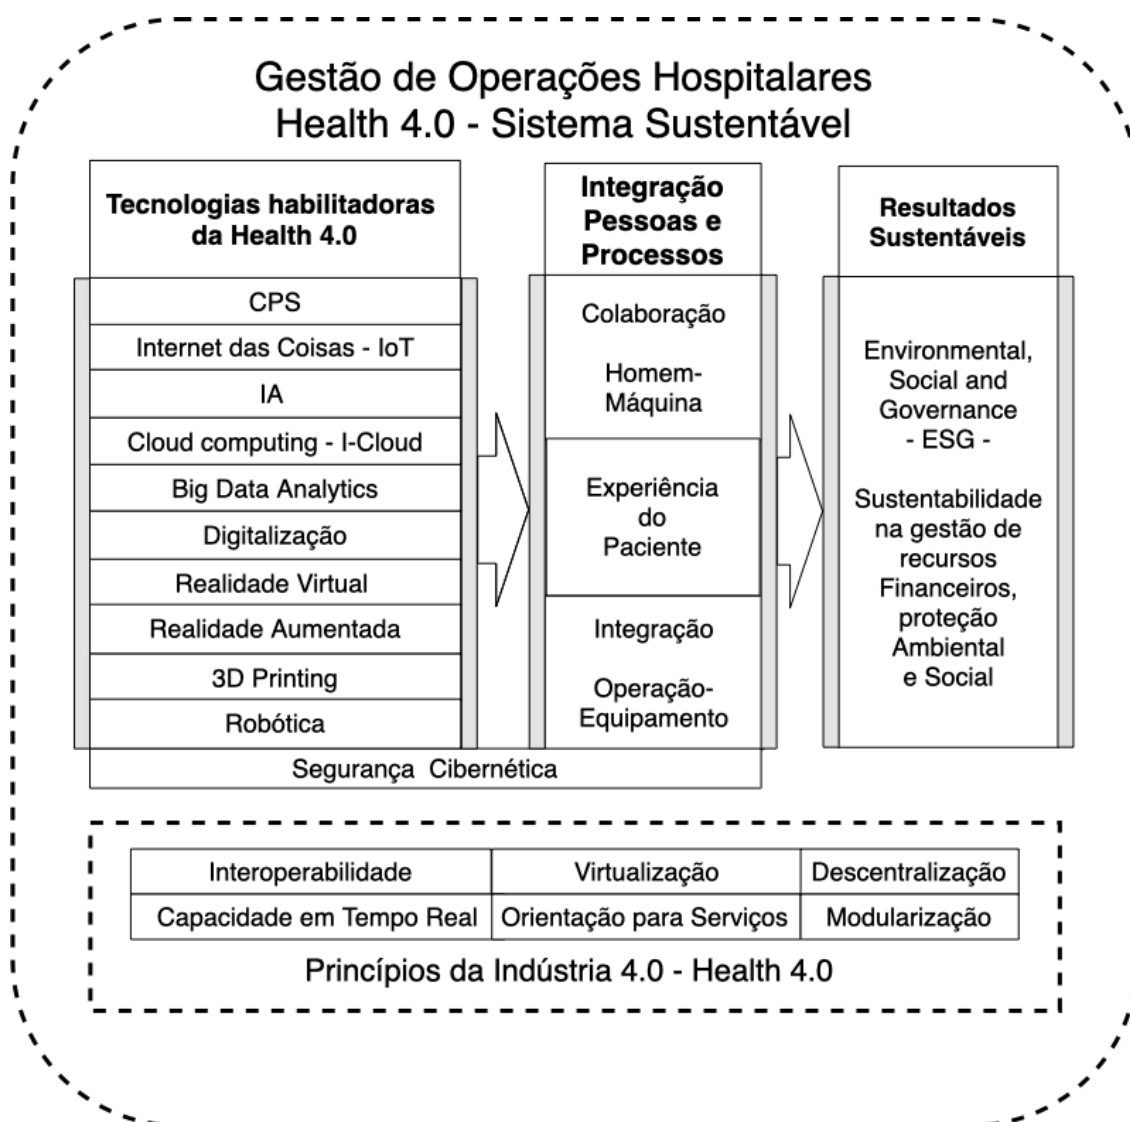 Gestão de Operações Hospitalares
Health 4.0 - Sistema Sustentável
Tecnologias habilitadoras
da Health 4.0
CPS
Internet das Coisas - IoT
IA
Cloud computing - I-Cloud
Big Data Analytics
Digitalização
Realidade Virtual
Realidade Aumentada
3D Printing
Robótica
Integração
Pessoas e
Processos
Colaboração
Homem-
Máquina
Experiência
do
Paciente
Integração
Operação-
Equipamento
Segurança Cibernética
Resultados
Sustentáveis
Environmental,
Social and
Governance
- ESG -
Sustentabilidade
na gestão de
recursos
Financeiros,
proteção
Ambiental
e Social
Interoperabilidade
Virtualização
Descentralização
Capacidade em Tempo Real
Orientação para Serviços
Modularização
Princípios da Indústria 4.0 - Health 4.0